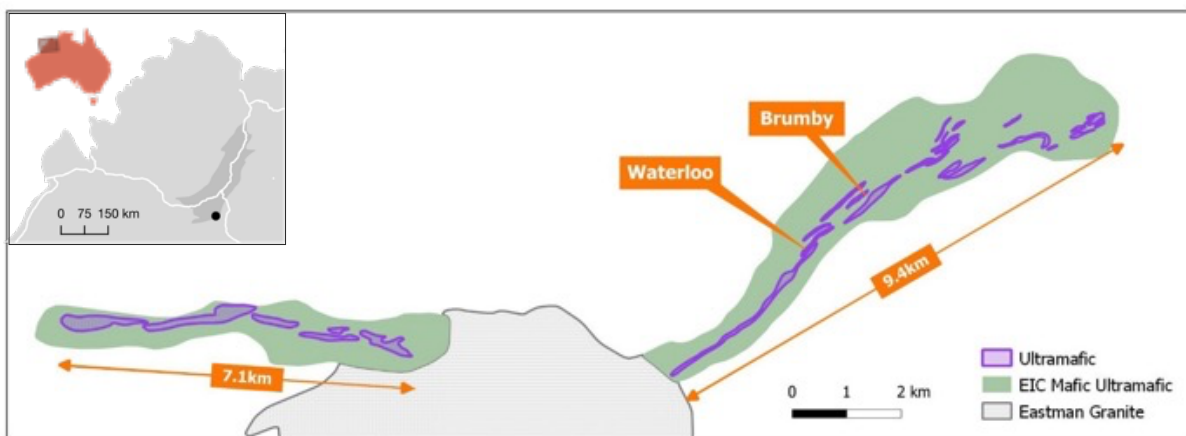 0 75 150 km
Brumby
Waterloo
9.4km
7.1km
Ultramafic
EIC Mafic Ultramafic
Eastman Granite
0 1 2 km